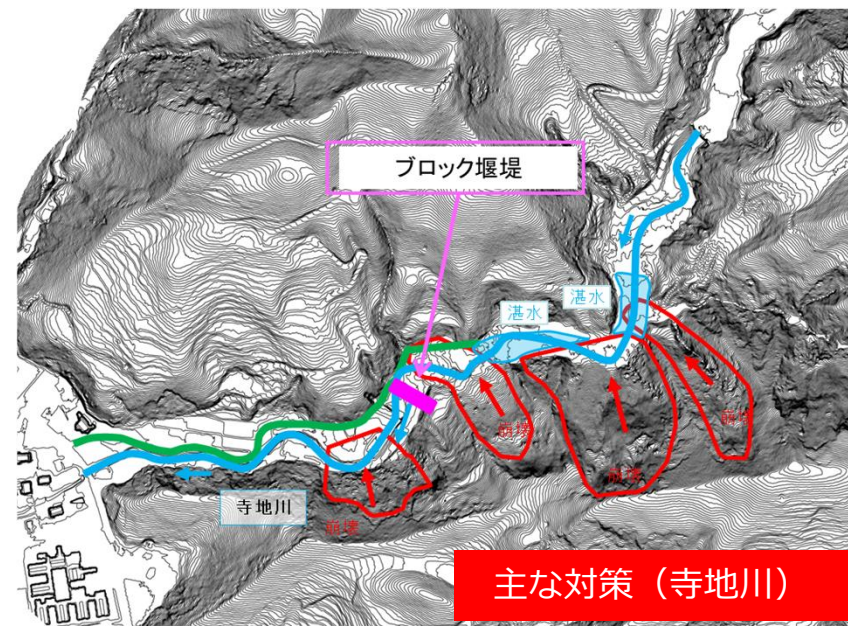 ブロック堰堤
湛水
湛水
崩壊
崩壊
崩壊
崩壊
寺地川
主な対策（寺地川）